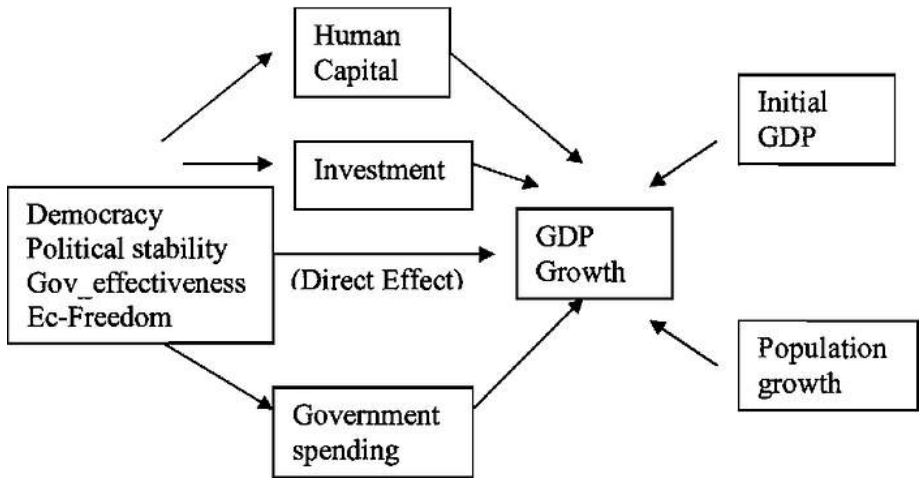 Human
Capital
Initial
GDP
Investment
Democracy
Political stability
Gov_effectiveness
Ec-Freedom
(Direct Effect)
GDP
Growth
Population
growth
Government
spending